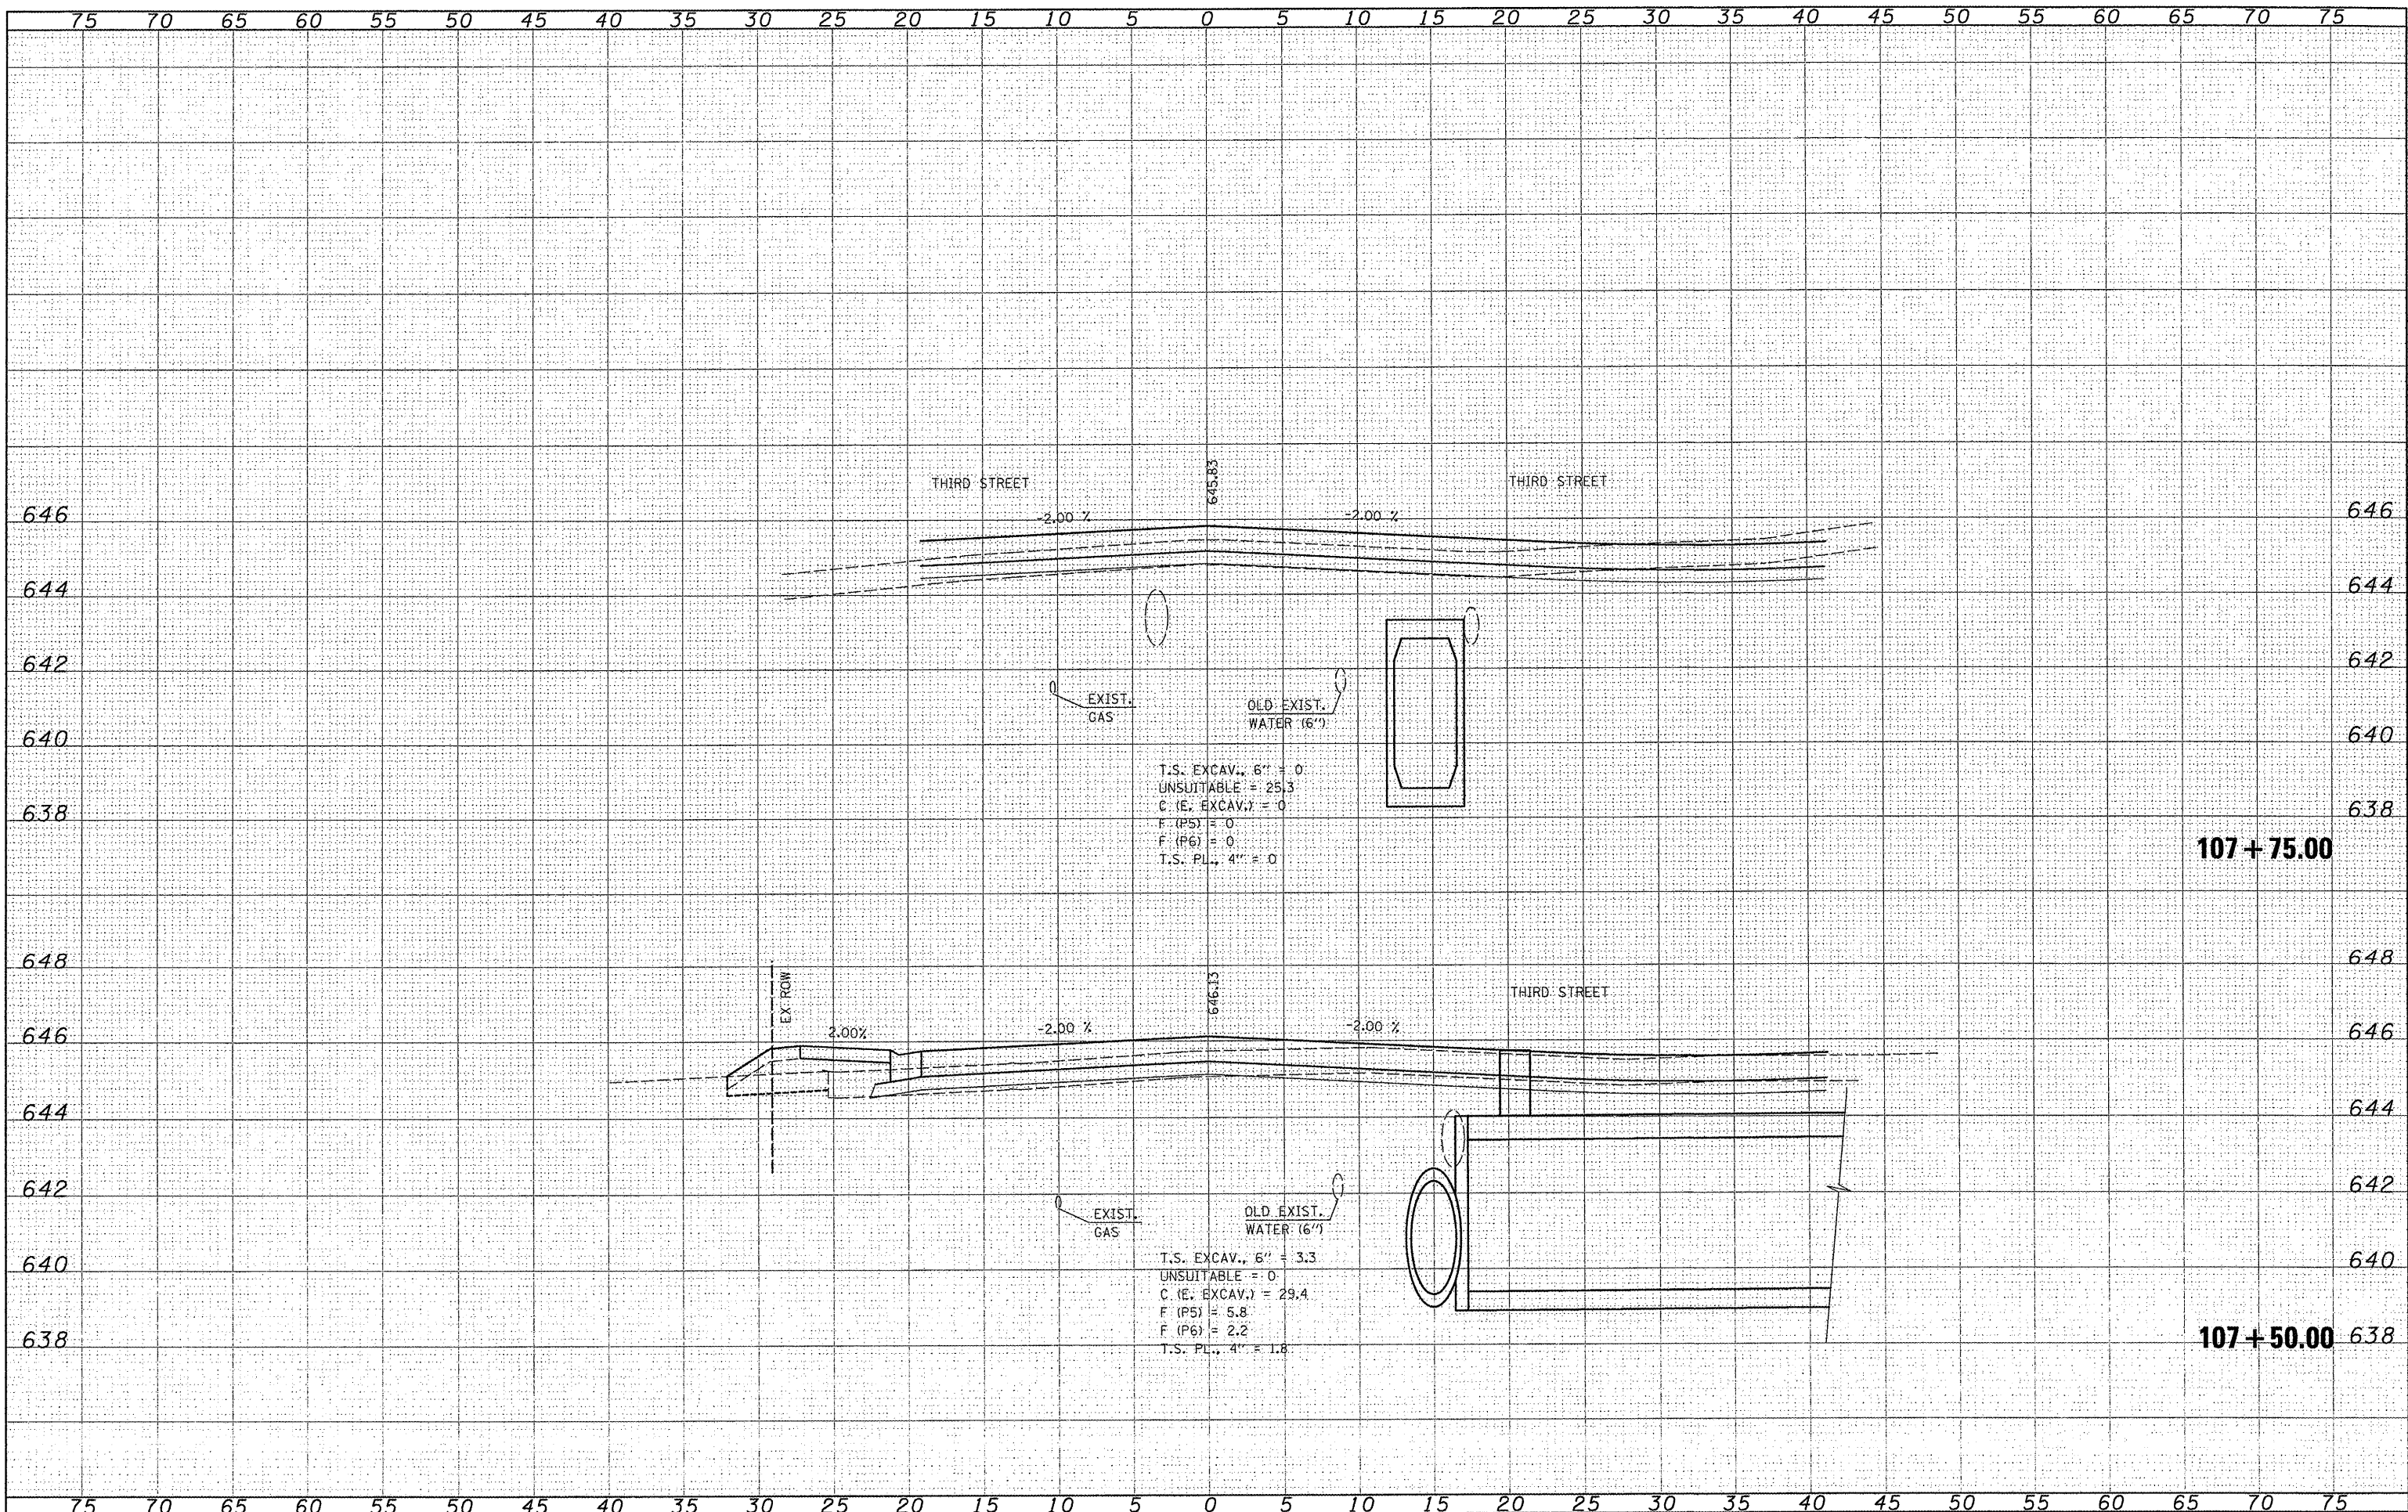 75 70 65 60 55 50 45 40 35 30 25 20 15 10 5 0 5 10 15 20 25 30 35 40 45 50 55 60 65 70 75
645.83
THIRD STREET THIRD STREET
646 -2.00 % -2.00 % 646
644 644
642 642
EXIST.
GAS
OLD EXIST.
WATER (6")
640 640
T.S. EXCAV., 6" = 0
UNSUITABLE = 25.3
C (E. EXCAV.) = 0
638 638
F (P5) = 0
F (P6) = 0
T.S. PL., 4" = 0
107+75.00
648 648
EX ROW
646.13
THIRD STREET
646 2.00% -2.00 % -2.00 % 646
644 644
642 642
EXIST.
GAS
OLD EXIST.
WATER (6")
640 640
T.S. EXCAV., 6" = 3.3
UNSUITABLE = 0
C (E. EXCAV.) = 29.4
F (P5) = 5.8
F (P6) = 2.2
638 107+50.00 638
T.S. PL., 4" = 1.8
75 70 65 60 55 50 45 40 35 30 25 20 15 10 5 0 5 10 15 20 25 30 35 40 45 50 55 60 65 70 75